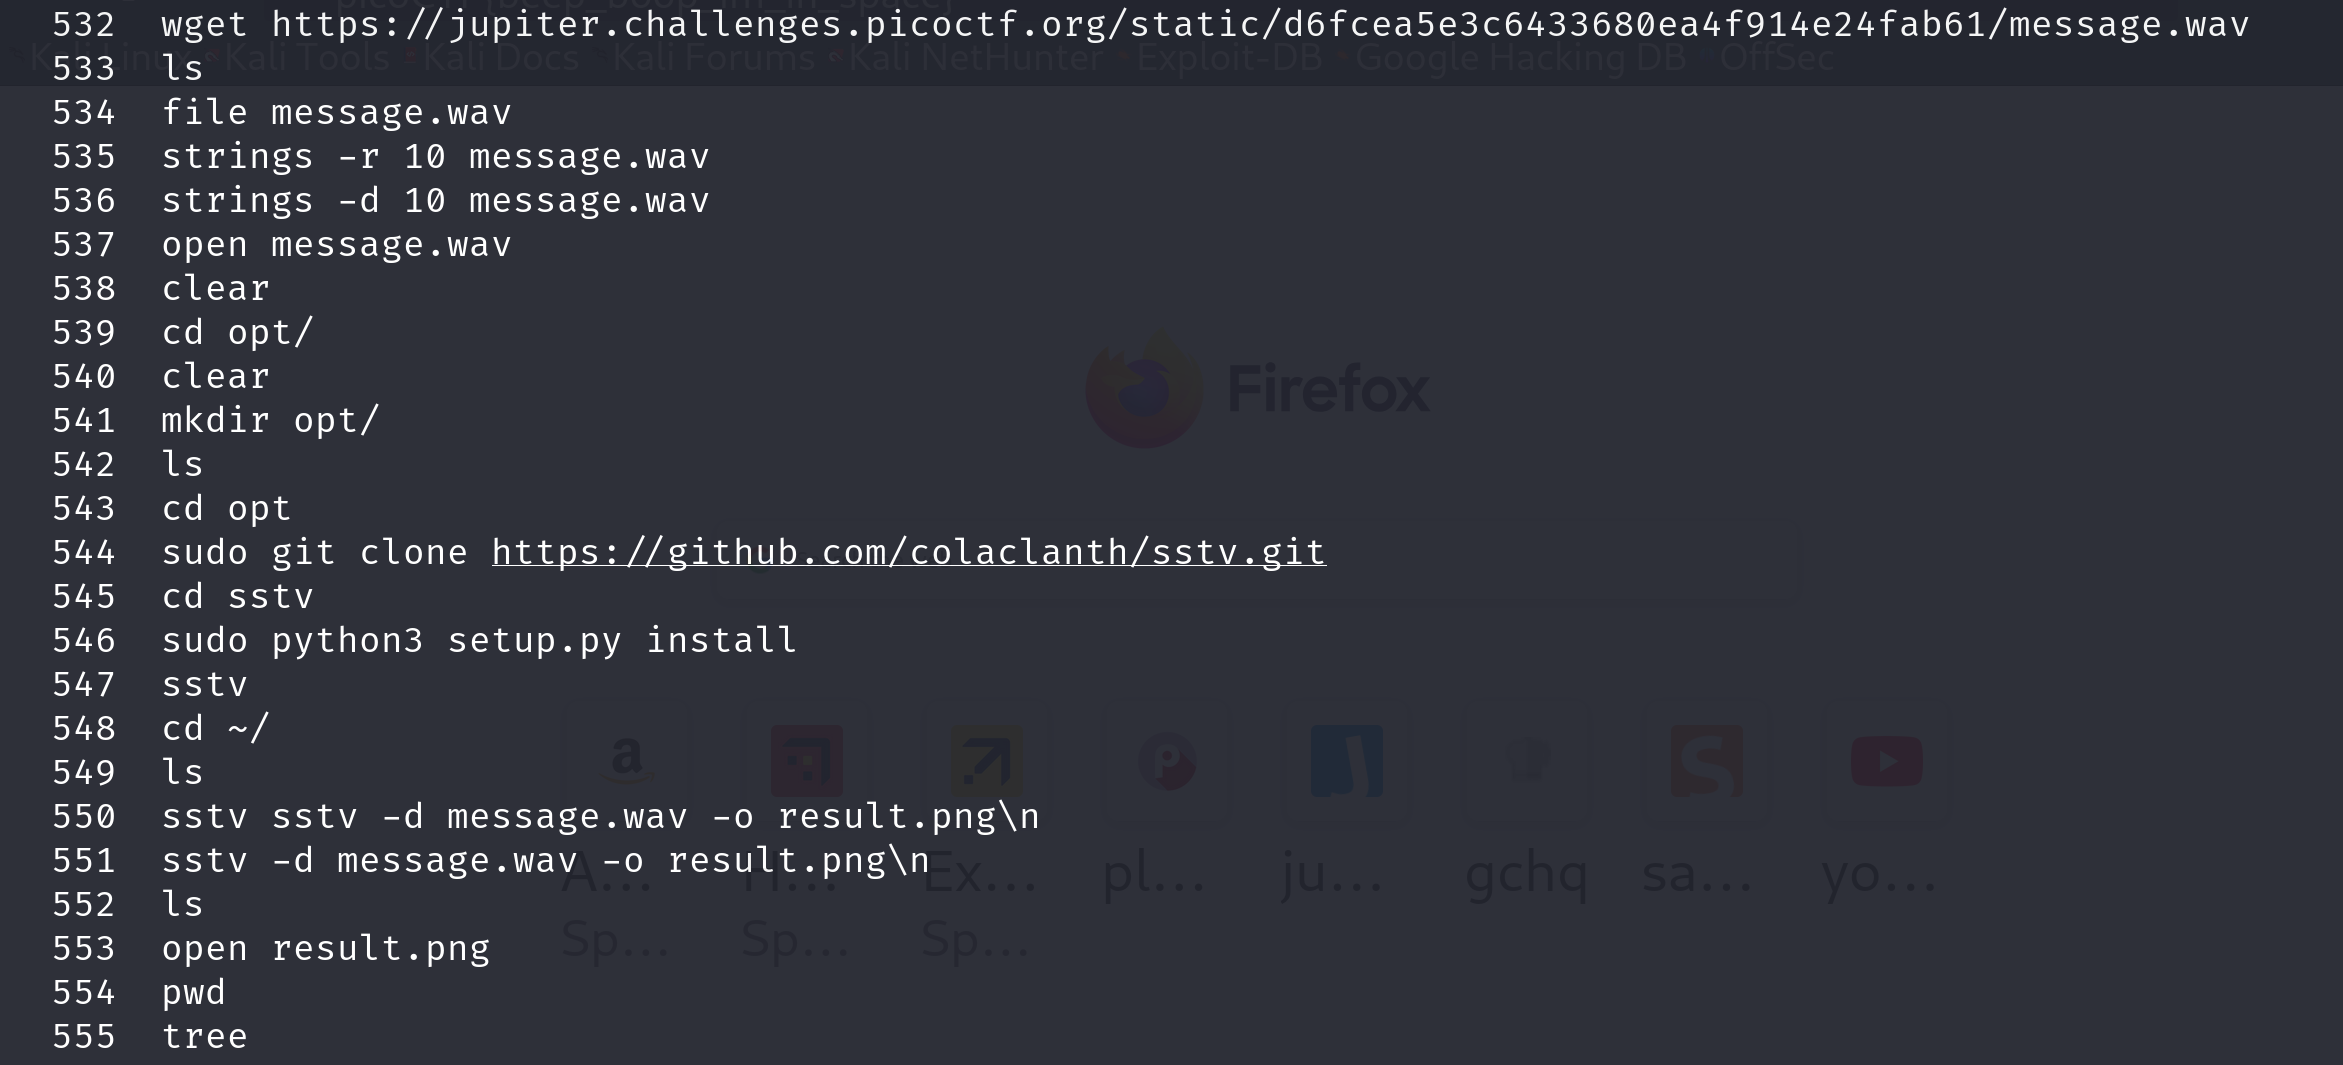 picoCTF{beep_boop_im_in_space}
532 wget https://jupiter.challenges.picoctf.org/static/d6fcea5e3c6433680ea4f914e24fab61/message.wav
Kali Linux Kali Tools Kali Docs Kali Forums Kali NetHunter Exploit-DB Google Hacking DB OffSec
533 ls
534 file message.wav
535 strings -r 10 message.wav
536 strings -d 10 message.wav
537 open message.wav
538 clear
539 cd opt/
540 clear
Firefox
541 mkdir opt/
542 ls
543 cd opt
544 sudo git clone https://github.com/colaclanth/sstv.git
545 cd sstv
546 sudo python3 setup.py install
547 sstv
548 cd ~/
549 ls
550 sstv sstv -d message.wav -o result.png\n
551 sstv -d message.wav -o result.png\n
A... H... Ex... pl... ju... gchq sa... yo...
552 ls
Sp... Sp... Sp...
553 open result.png
554 pwd
555 tree